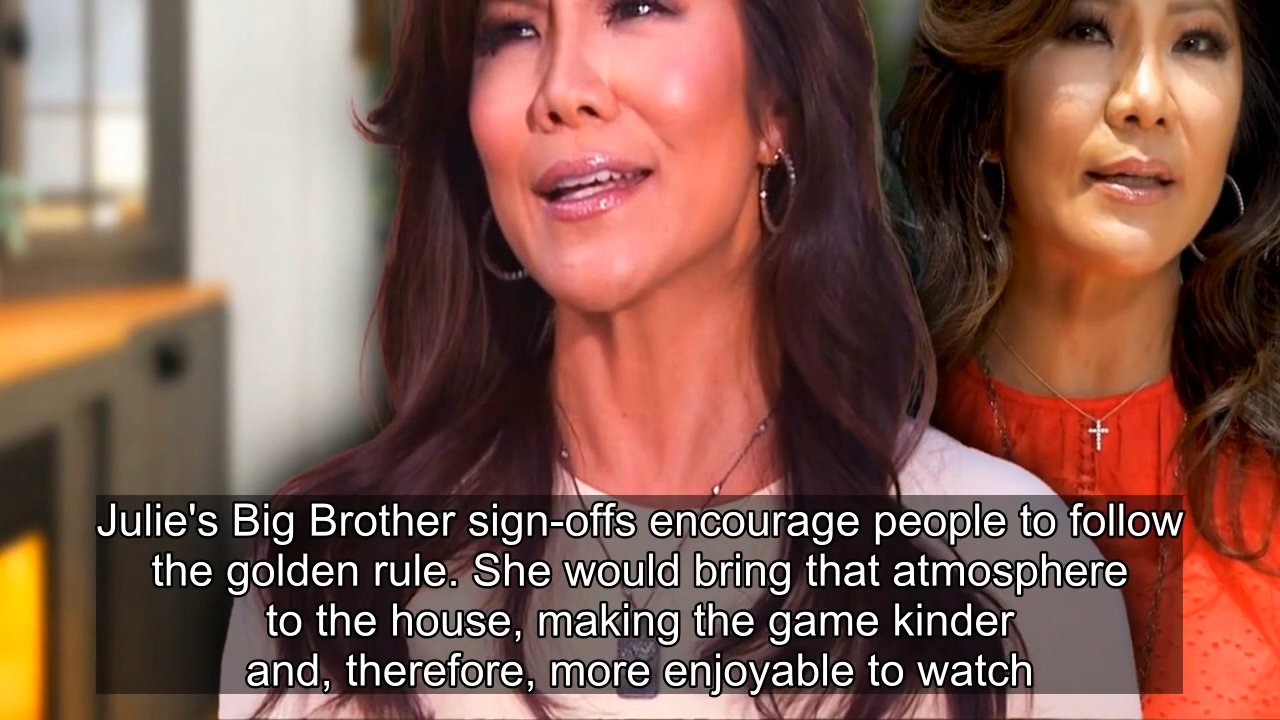 Julie's Big Brother sign-offs encourage people to follow
the golden rule. She would bring that atmosphere
to the house, making the game kinder
and, therefore, more enjoyable to watch